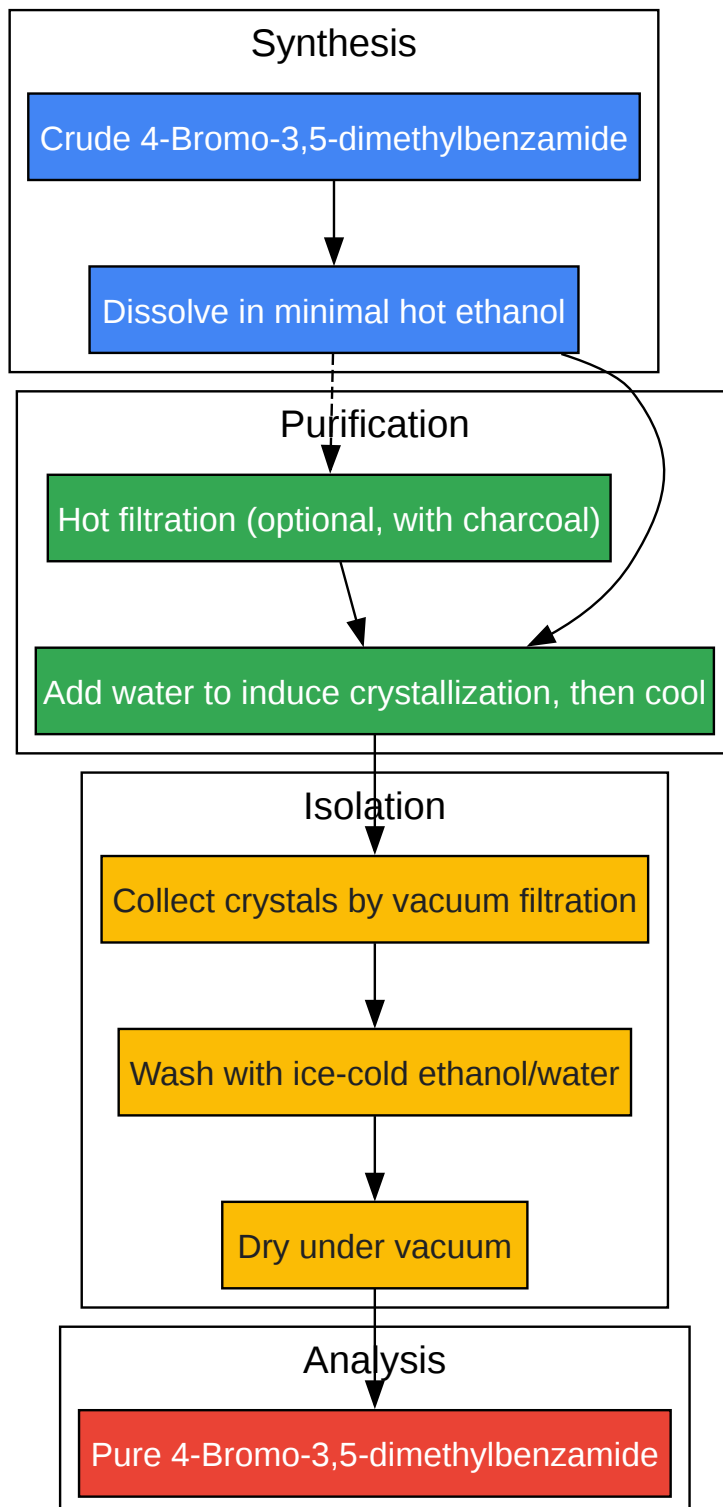 Synthesis
Crude 4-Bromo-3,5-dimethylbenzamide
Dissolve in minimal hot ethanol
Purification
Hot filtration (optional, with charcoal)
Add water to induce crystallization, then cool
Isolation
Collect crystals by vacuum filtration
Wash with ice-cold ethanol/water
Dry under vacuum
Analysis
Pure 4-Bromo-3,5-dimethylbenzamide